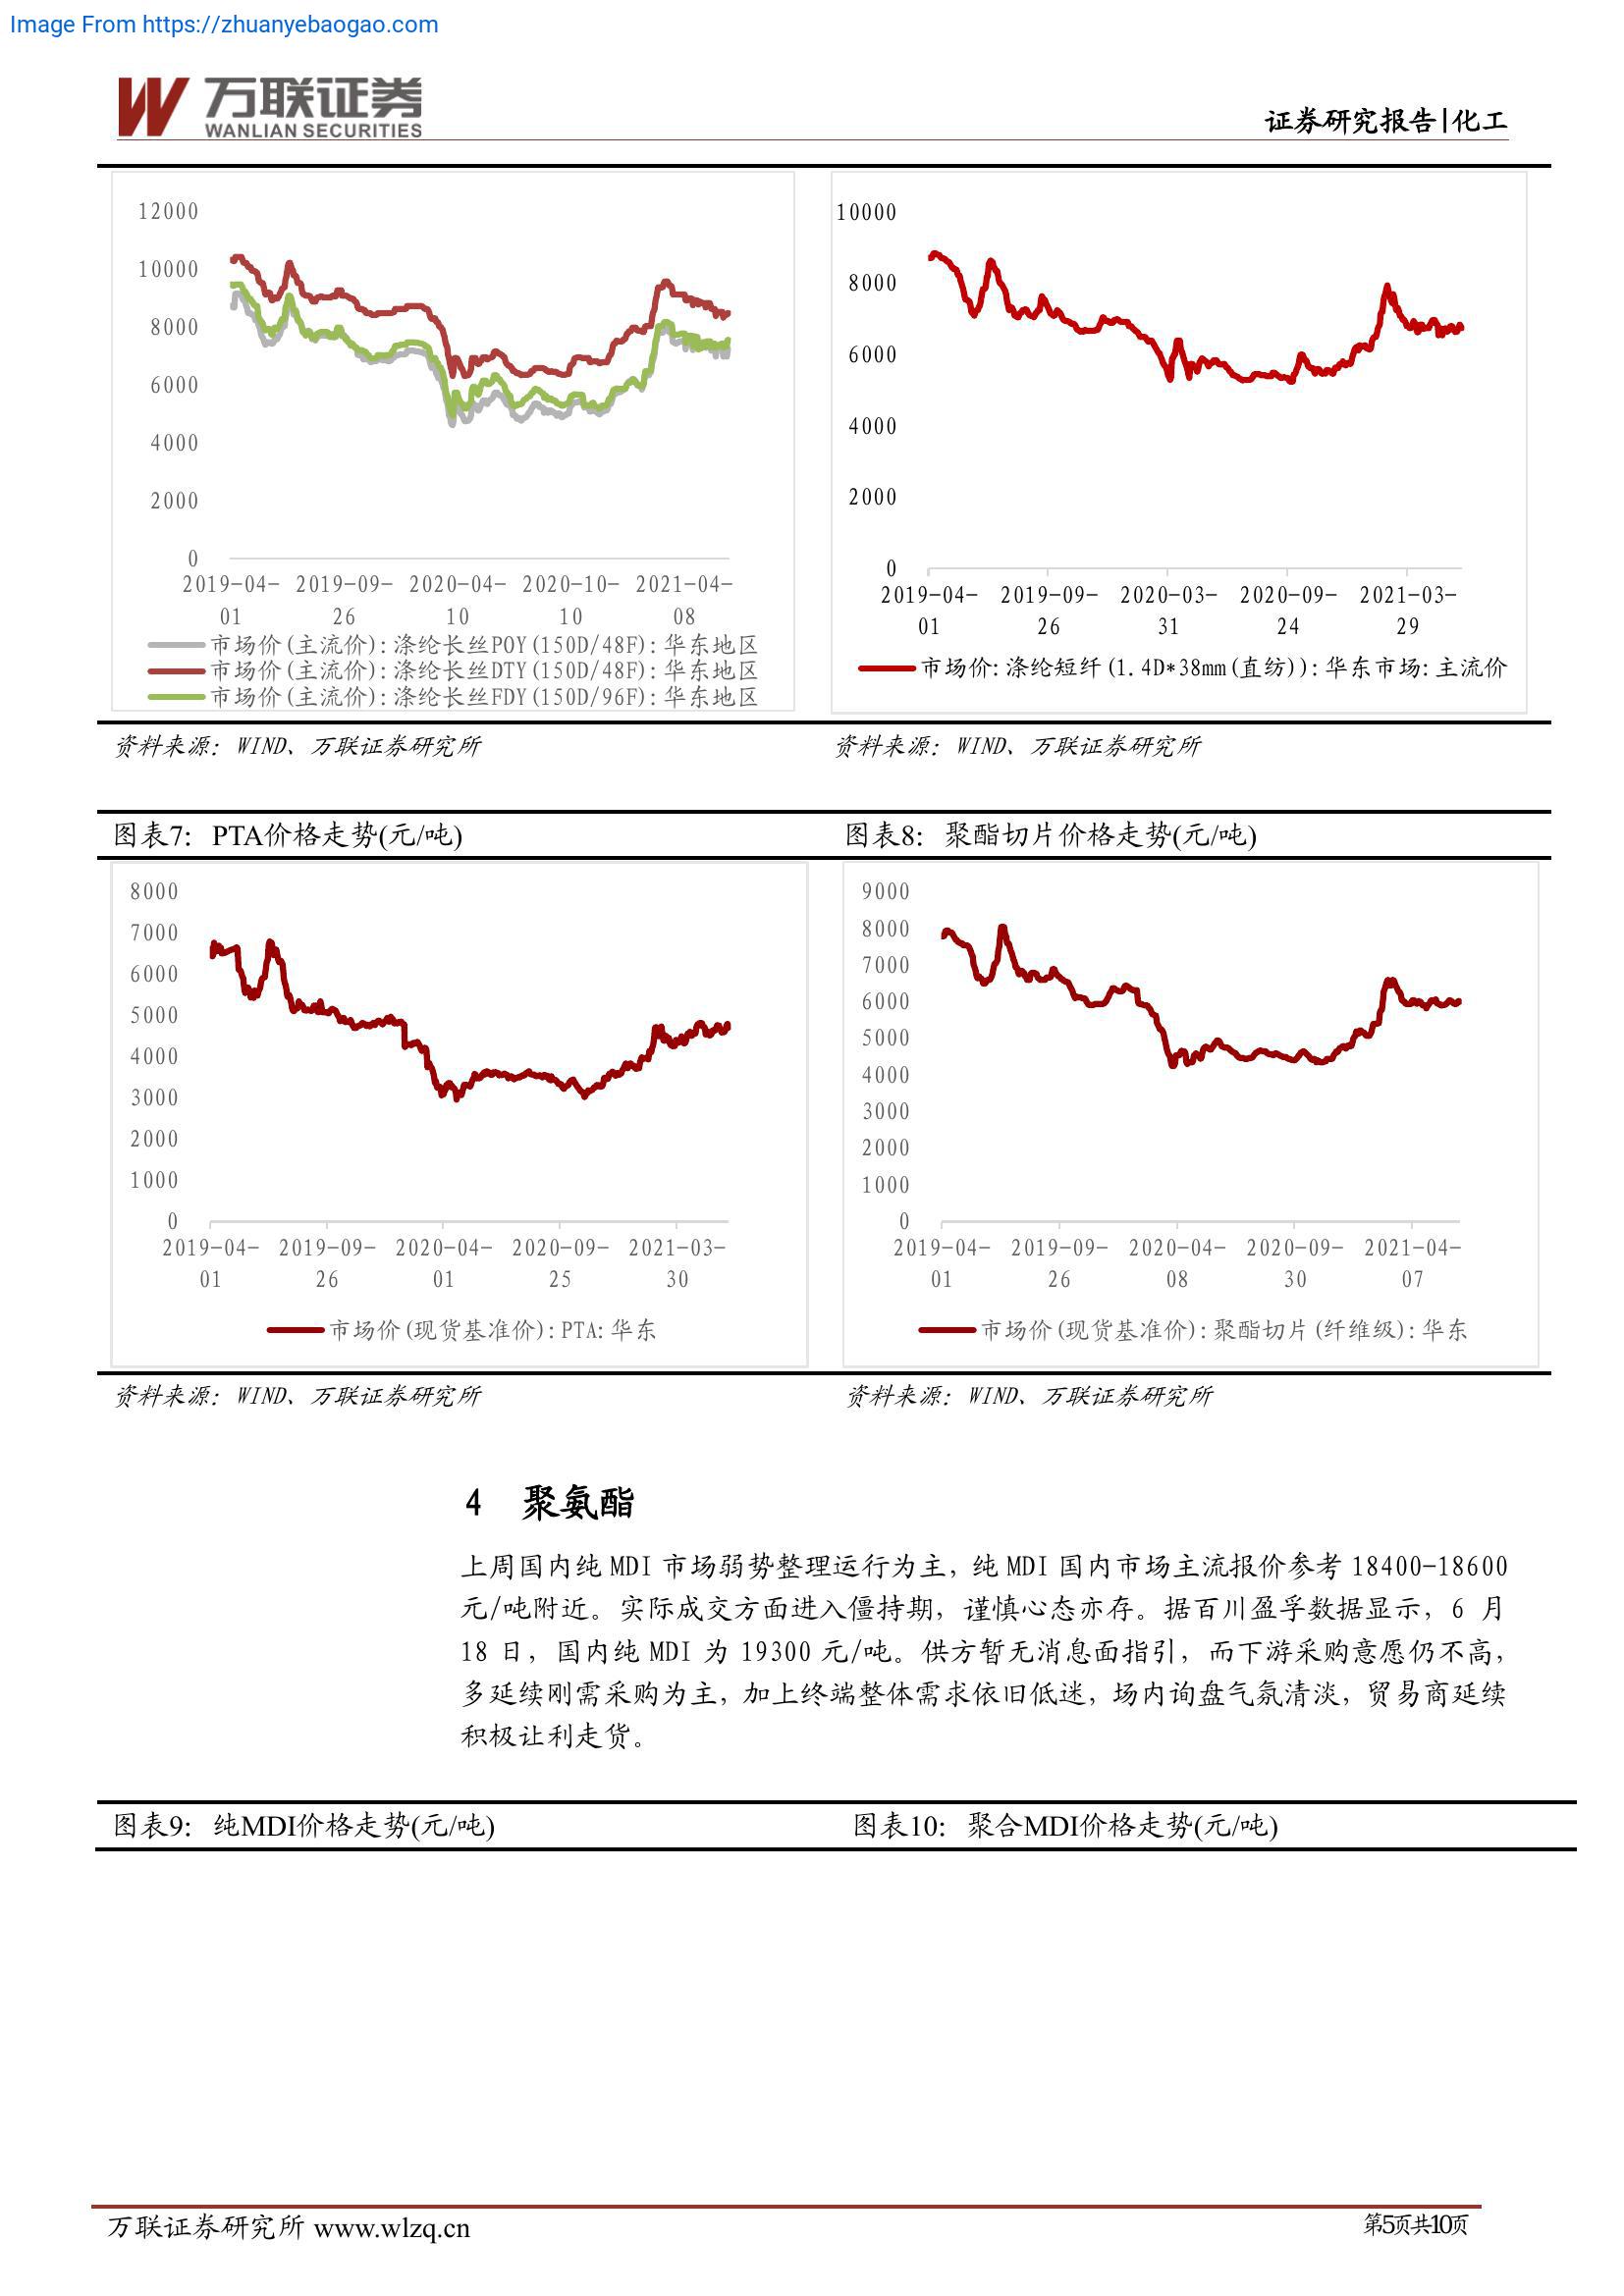 Image From https://zhuanyebaogao.com
万联证券
WANLIAN SECURITIES
证券研究报告|化工
12000
10000
8000
6000
4000
2000
0
2019-04-01
2019-09-26
2020-04-10
2020-10-10
2021-04-08
市场价(主流价):涤纶长丝POY(150D/48F):华东地区
市场价(主流价):涤纶长丝DTY(150D/48F):华东地区
市场价(主流价):涤纶长丝FDY(150D/96F):华东地区
10000
8000
6000
4000
2000
0
2019-04-01
2019-09-26
2020-03-31
2020-09-24
2021-03-29
市场价:涤纶短纤(1.4D*38mm(直纺)):华东市场:主流价
资料来源：WIND、万联证券研究所
资料来源：WIND、万联证券研究所
图表7： PTA价格走势(元/吨)
图表8： 聚酯切片价格走势(元/吨)
8000
7000
6000
5000
4000
3000
2000
1000
0
2019-04-01
2019-09-26
2020-04-01
2020-09-25
2021-03-30
市场价(现货基准价):PTA:华东
9000
8000
7000
6000
5000
4000
3000
2000
1000
0
2019-04-01
2019-09-26
2020-04-08
2020-09-30
2021-04-07
市场价(现货基准价):聚酯切片(纤维级):华东
资料来源：WIND、万联证券研究所
资料来源：WIND、万联证券研究所
4 聚氨酯
上周国内纯 MDI 市场弱势整理运行为主，纯 MDI 国内市场主流报价参考 18400-18600
元/吨附近。实际成交方面进入僵持期，谨慎心态亦存。据百川盈孚数据显示，6 月
18 日，国内纯 MDI 为 19300 元/吨。供方暂无消息面指引，而下游采购意愿仍不高，
多延续刚需采购为主，加上终端整体需求依旧低迷，场内询盘气氛清淡，贸易商延续
积极让利走货。
图表9： 纯MDI价格走势(元/吨)
图表10： 聚合MDI价格走势(元/吨)
万联证券研究所 www.wlzq.cn
第5页共10页